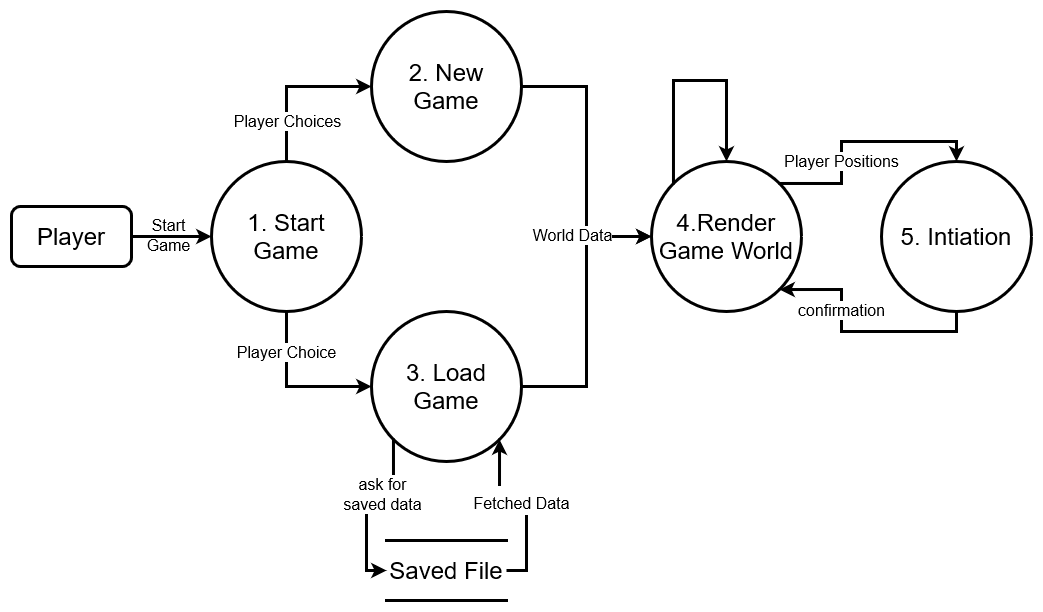 2. New
Game
Player Choices
Player
Start
Game
1. Start
Game
World Data
4.Render
Game World
Player Positions
5. Intiation
confirmation
Player Choice
3. Load
Game
ask for
saved data
Fetched Data
Saved File